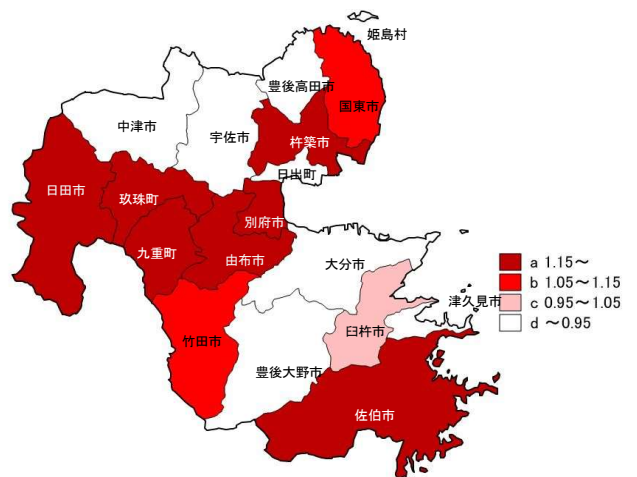 姫島村
豊後高田市
国東市
中津市
宇佐市
杵築市
日出町
日田市
玖珠町
別府市
九重町
由布市
大分市
津久見市
臼杵市
竹田市
豊後大野市
佐伯市
a 1.15～
b 1.05～1.15
c 0.95～1.05
d ～0.95